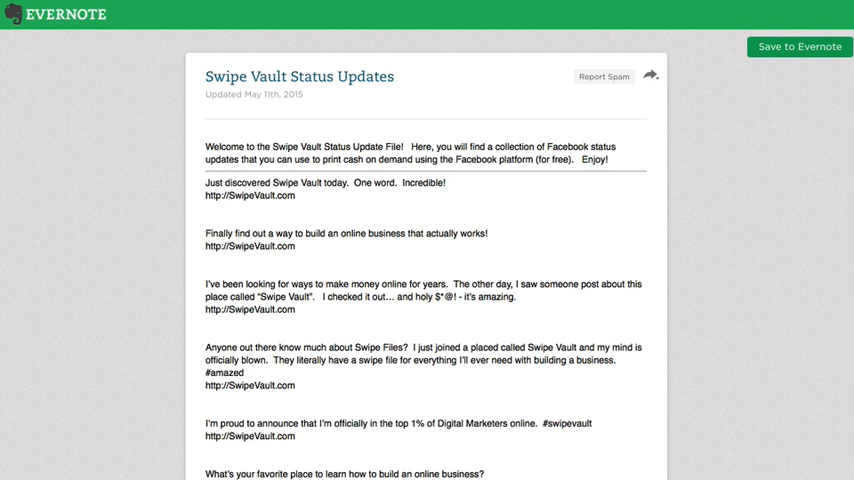 EVERNOTE
Save to Evernote
Swipe Vault Status Updates
Report Spam
Updated May 11th, 2015
Welcome to the Swipe Vault Status Update File!   Here, you will find a collection of Facebook status
updates that you can use to print cash on demand using the Facebook platform (for free).   Enjoy!
Just discovered Swipe Vault today.  One word.  Incredible!
http://SwipeVault.com
Finally find out a way to build an online business that actually works!
http://SwipeVault.com
I've been looking for ways to make money online for years.  The other day, I saw someone post about this
place called “Swipe Vault”.   I checked it out… and holy $*@! - it's amazing.
http://SwipeVault.com
Anyone out there know much about Swipe Files?  I just joined a placed called Swipe Vault and my mind is
officially blown.  They literally have a swipe file for everything I'll ever need with building a business.
#amazed
http://SwipeVault.com
I'm proud to announce that I'm officially in the top 1% of Digital Marketers online.  #swipevault
http://SwipeVault.com
What's your favorite place to learn how to build an online business?